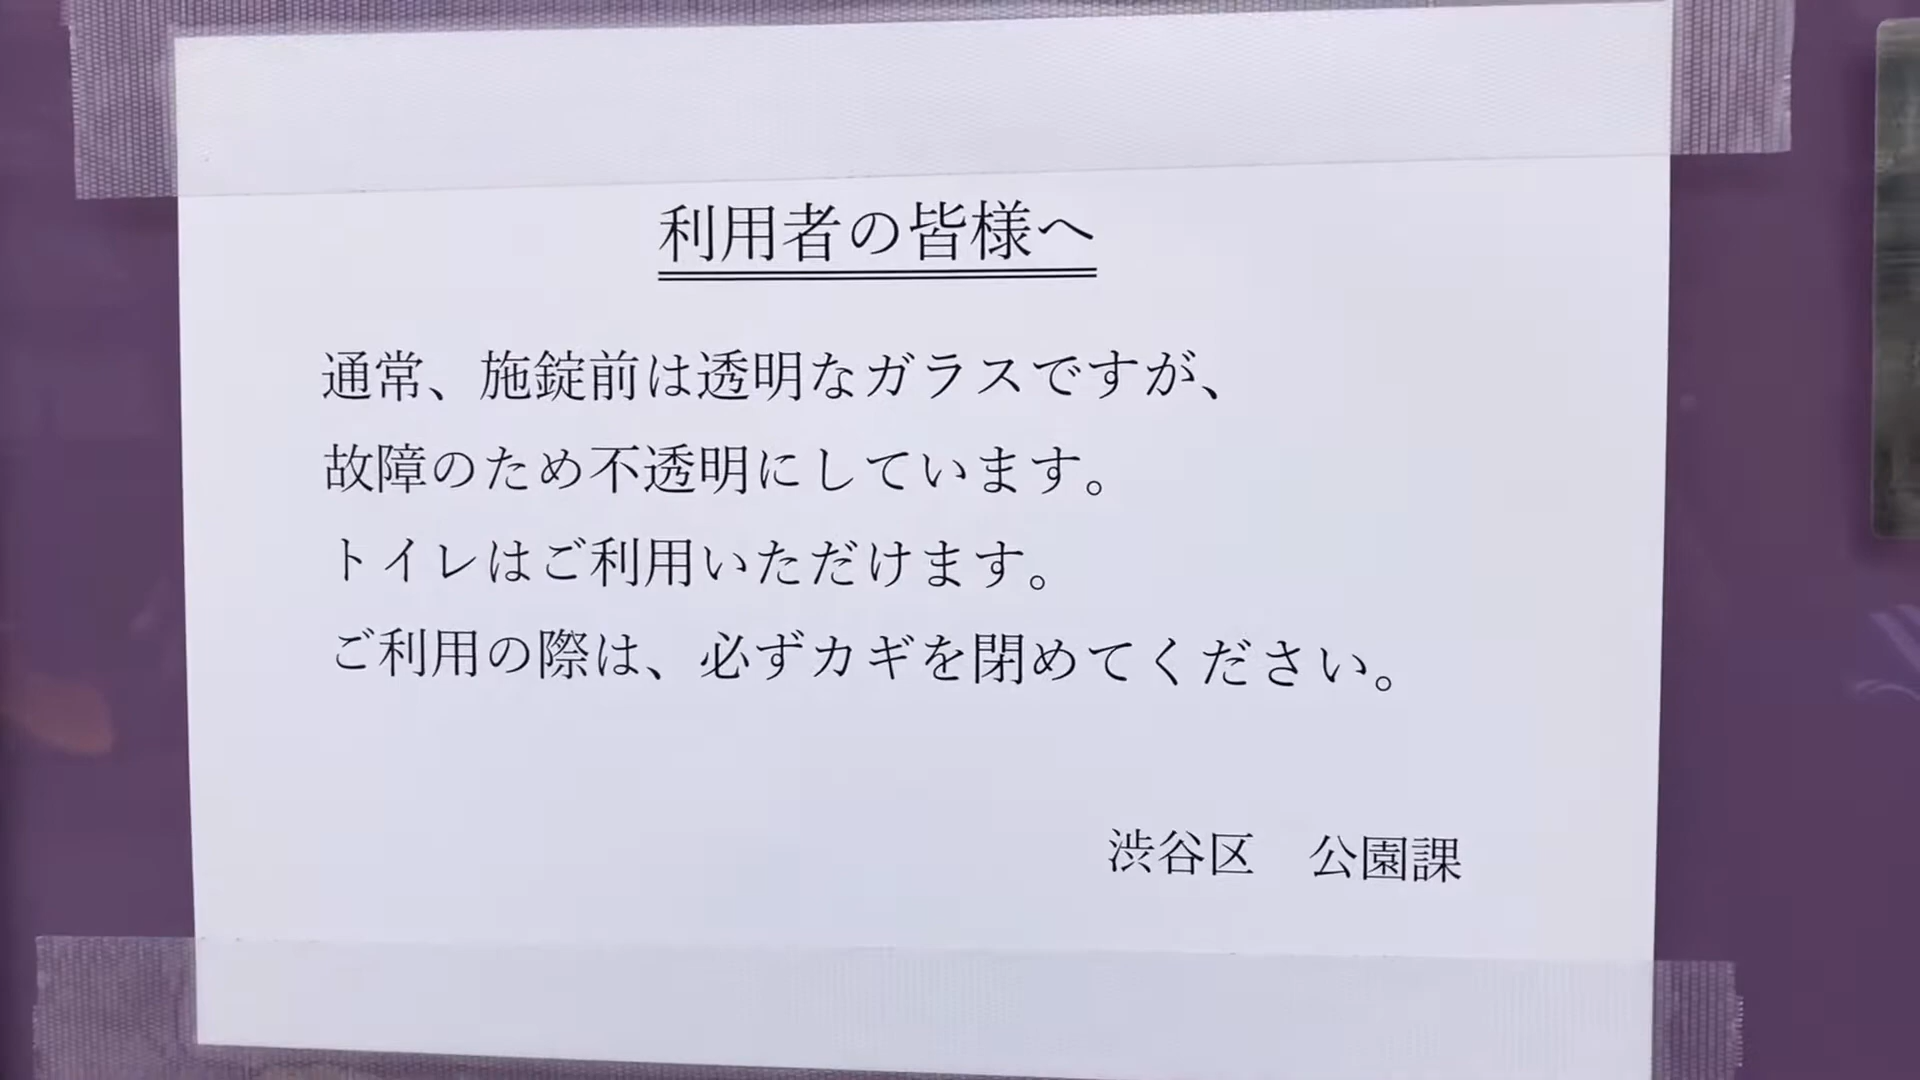 利用者の皆様へ
通常、施錠前は透明なガラスですが、
故障のため不透明にしています。
トイレはご利用いただけます。
ご利用の際は、必ずカギを閉めてください。
渋谷区　公園課